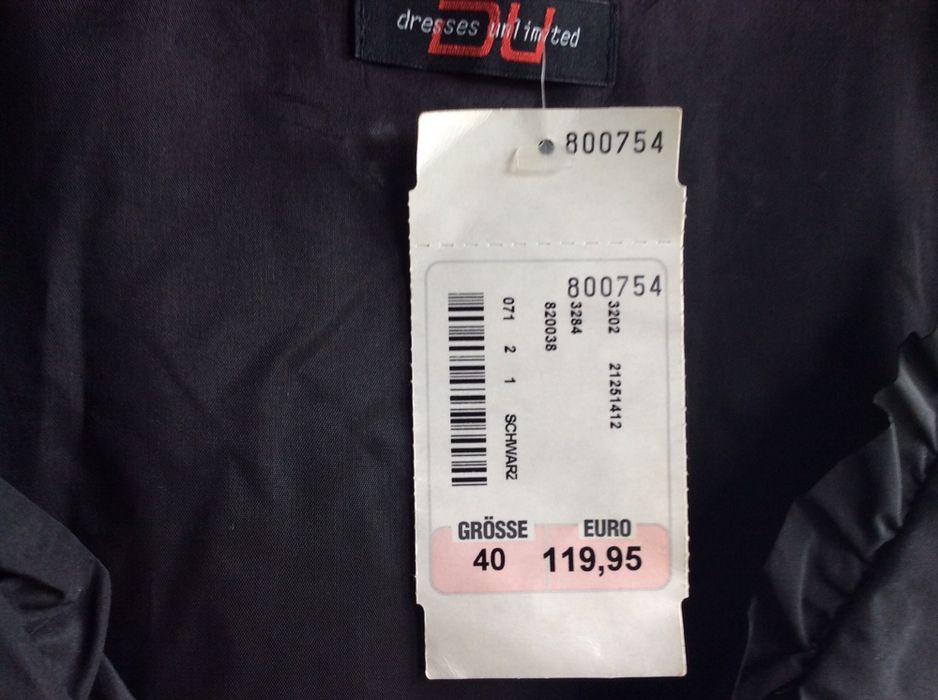 DU
dresses unlimited
800754
800754
3202 21251412
3284
820038
071 2 1 SCHWARZ
GRÖSSE EURO
40 119,95